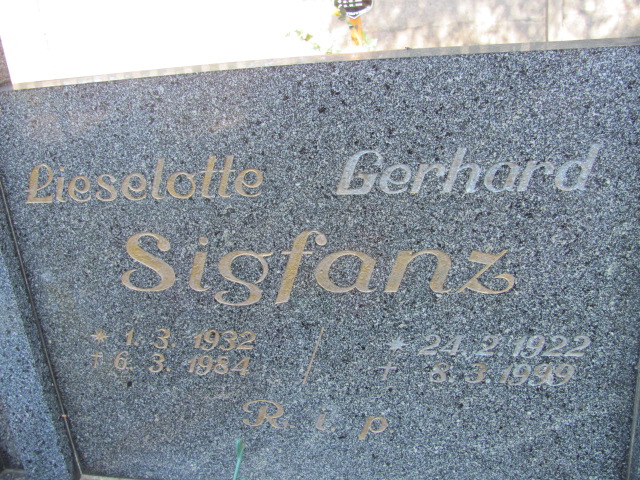 Lieselotte Gerhard
Sigfanz
* 1. 3. 1932 / * 24. 2. 1922
† 6. 3. 1984 † 8. 3. 1999
R. i. p